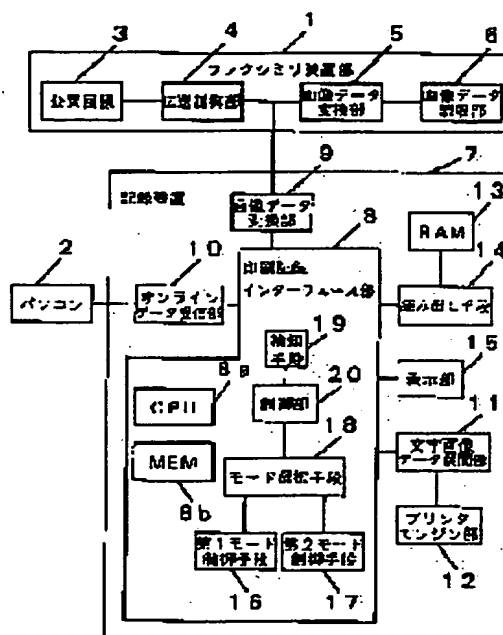 3
4
1
5
6
ファクシミリ装置部
公衆回線
伝送制御部
画像データ
変換部
画像データ
9
7
記録装置
画像データ
変換部
8
13
RAM
2
10
14
パソコン
オンライン
データ受信部
印刷
インターフェース部
読み出し手段
19
検知
手段
15
8a
20
表示部
CPU
制御部
11
18
文字画像
データ展開部
MEM
モード選択手段
8b
プリンタ
エンジン部
第1モード
制御手段
第2モード
制御手段
12
16
17